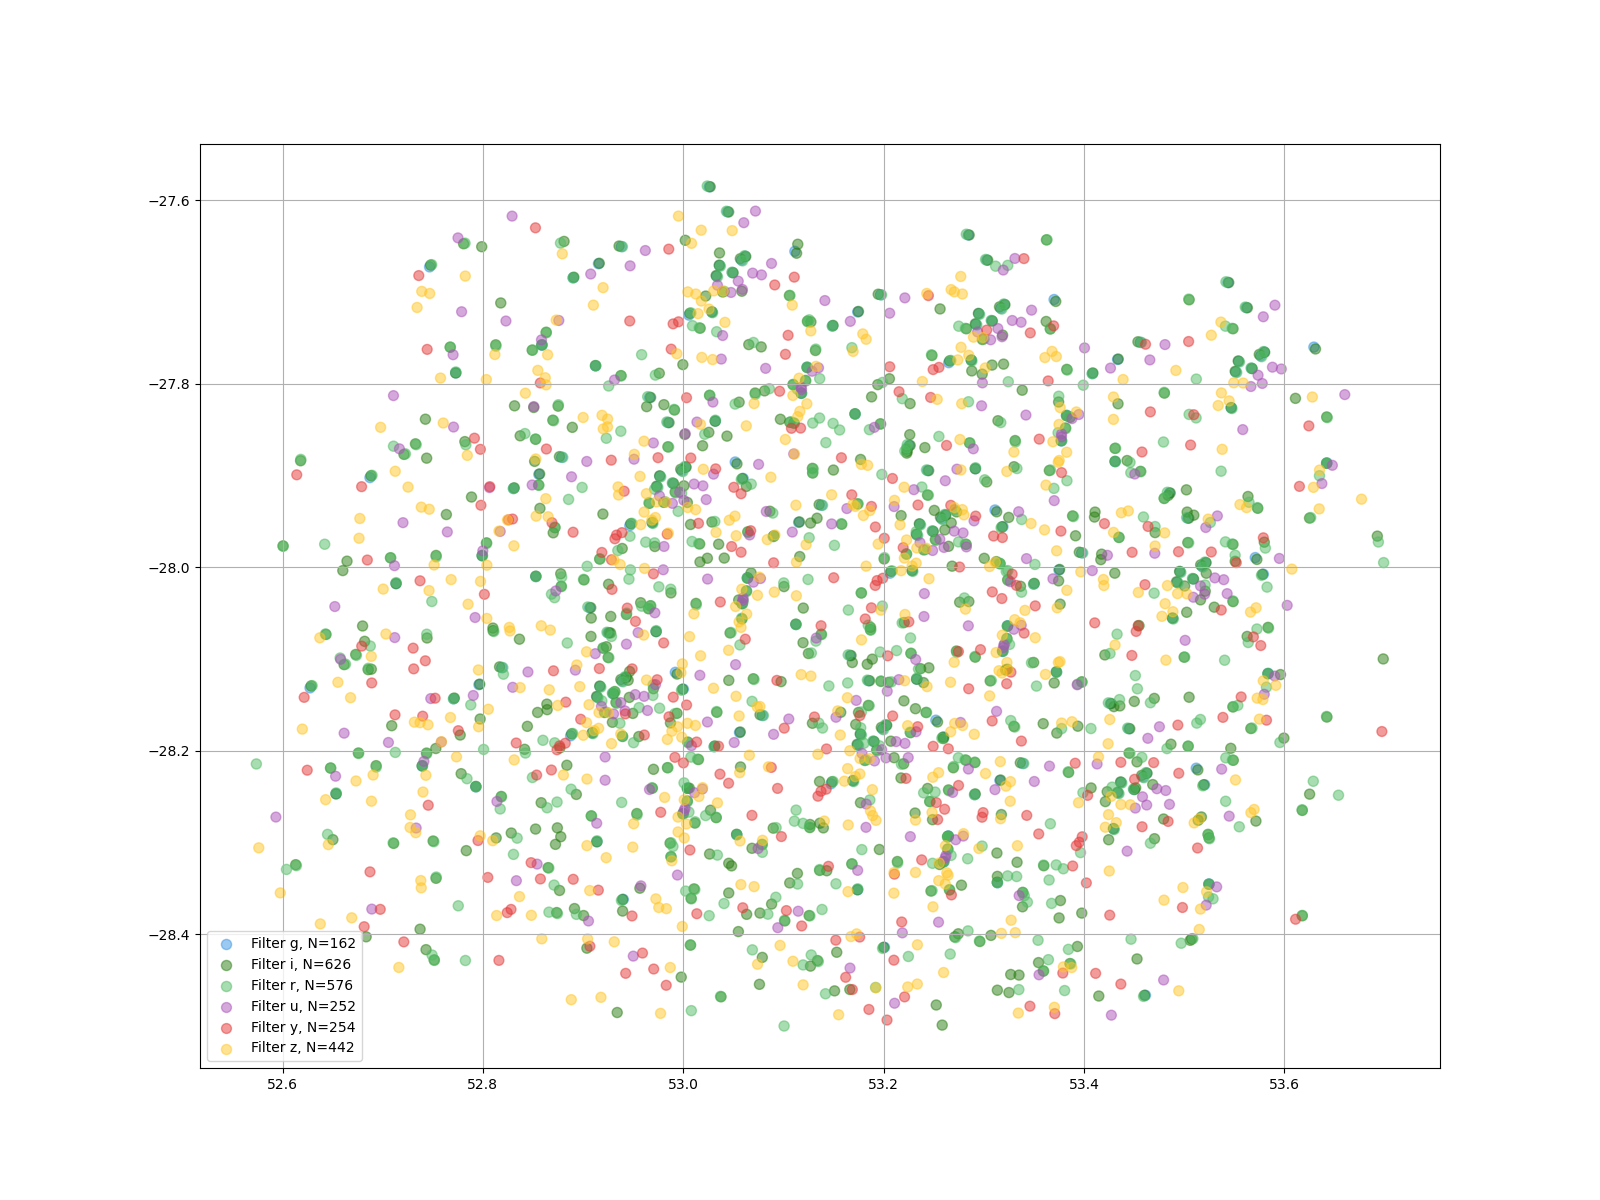 −27.6
−27.8
−28.0
−28.2
−28.4
Filter g, N=162
Filter i, N=626
Filter r, N=576
Filter u, N=252
Filter y, N=254
Filter z, N=442
52.6 52.8 53.0 53.2 53.4 53.6